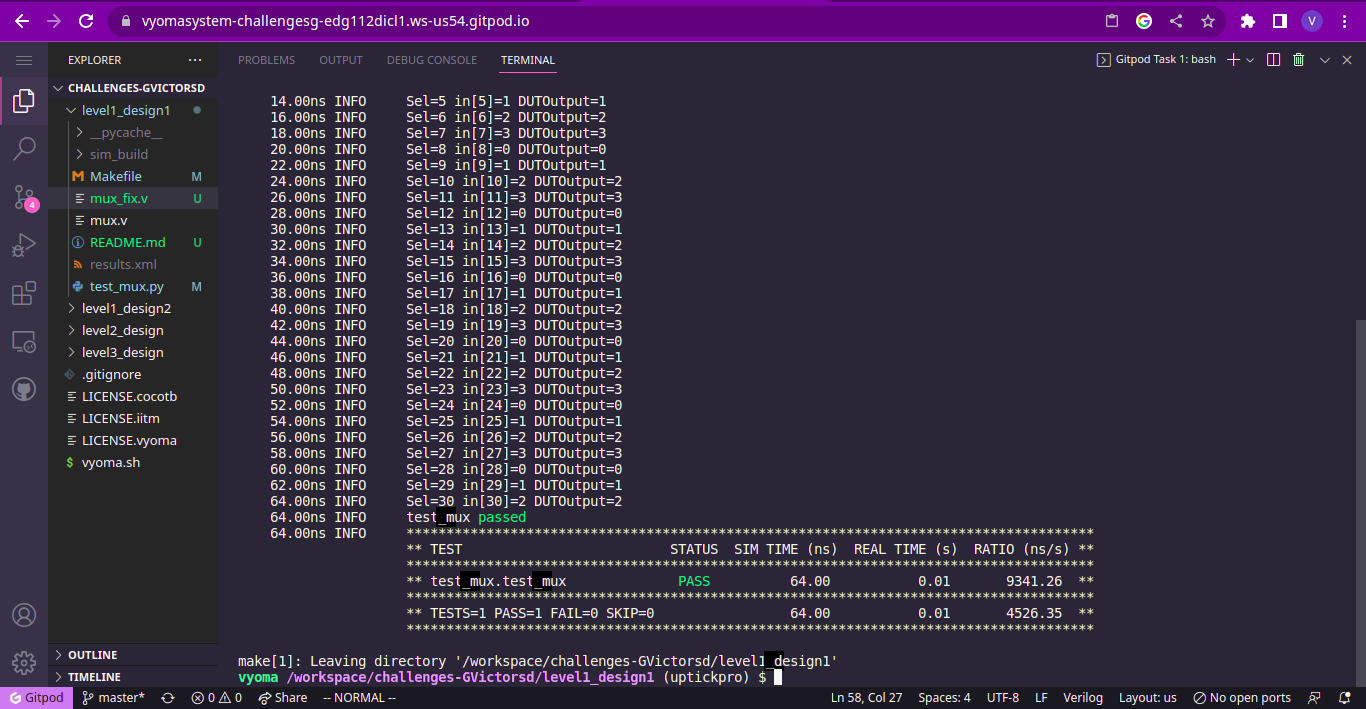 vyomasystem-challengesg-edg112dicl1.ws-us54.gitpod.io
V
EXPLORER
PROBLEMS OUTPUT DEBUG CONSOLE TERMINAL
Gitpod Task 1: bash
CHALLENGES-GVICTORSD
level1_design1
__pycache__
sim_build
Makefile M
mux_fix.v U
mux.v
README.md U
results.xml
test_mux.py M
level1_design2
level2_design
level3_design
.gitignore
LICENSE.cocotb
LICENSE.iitm
LICENSE.vyoma
$ vyoma.sh
4
OUTLINE
TIMELINE
14.00ns INFO Sel=5 in[5]=1 DUTOutput=1
16.00ns INFO Sel=6 in[6]=2 DUTOutput=2
18.00ns INFO Sel=7 in[7]=3 DUTOutput=3
20.00ns INFO Sel=8 in[8]=0 DUTOutput=0
22.00ns INFO Sel=9 in[9]=1 DUTOutput=1
24.00ns INFO Sel=10 in[10]=2 DUTOutput=2
26.00ns INFO Sel=11 in[11]=3 DUTOutput=3
28.00ns INFO Sel=12 in[12]=0 DUTOutput=0
30.00ns INFO Sel=13 in[13]=1 DUTOutput=1
32.00ns INFO Sel=14 in[14]=2 DUTOutput=2
34.00ns INFO Sel=15 in[15]=3 DUTOutput=3
36.00ns INFO Sel=16 in[16]=0 DUTOutput=0
38.00ns INFO Sel=17 in[17]=1 DUTOutput=1
40.00ns INFO Sel=18 in[18]=2 DUTOutput=2
42.00ns INFO Sel=19 in[19]=3 DUTOutput=3
44.00ns INFO Sel=20 in[20]=0 DUTOutput=0
46.00ns INFO Sel=21 in[21]=1 DUTOutput=1
48.00ns INFO Sel=22 in[22]=2 DUTOutput=2
50.00ns INFO Sel=23 in[23]=3 DUTOutput=3
52.00ns INFO Sel=24 in[24]=0 DUTOutput=0
54.00ns INFO Sel=25 in[25]=1 DUTOutput=1
56.00ns INFO Sel=26 in[26]=2 DUTOutput=2
58.00ns INFO Sel=27 in[27]=3 DUTOutput=3
60.00ns INFO Sel=28 in[28]=0 DUTOutput=0
62.00ns INFO Sel=29 in[29]=1 DUTOutput=1
64.00ns INFO Sel=30 in[30]=2 DUTOutput=2
64.00ns INFO test_mux passed
64.00ns INFO **************************************************************************************
** TEST STATUS SIM TIME (ns) REAL TIME (s) RATIO (ns/s) **
**************************************************************************************
** test_mux.test_mux PASS 64.00 0.01 9341.26 **
**************************************************************************************
** TESTS=1 PASS=1 FAIL=0 SKIP=0 64.00 0.01 4526.35 **
**************************************************************************************
make[1]: Leaving directory '/workspace/challenges-GVictorsd/level1_design1'
vyoma /workspace/challenges-GVictorsd/level1_design1 (uptickpro) $
Gitpod master* 0 0 Share -- NORMAL -- Ln 58, Col 27 Spaces: 4 UTF-8 LF Verilog Layout: us No open ports